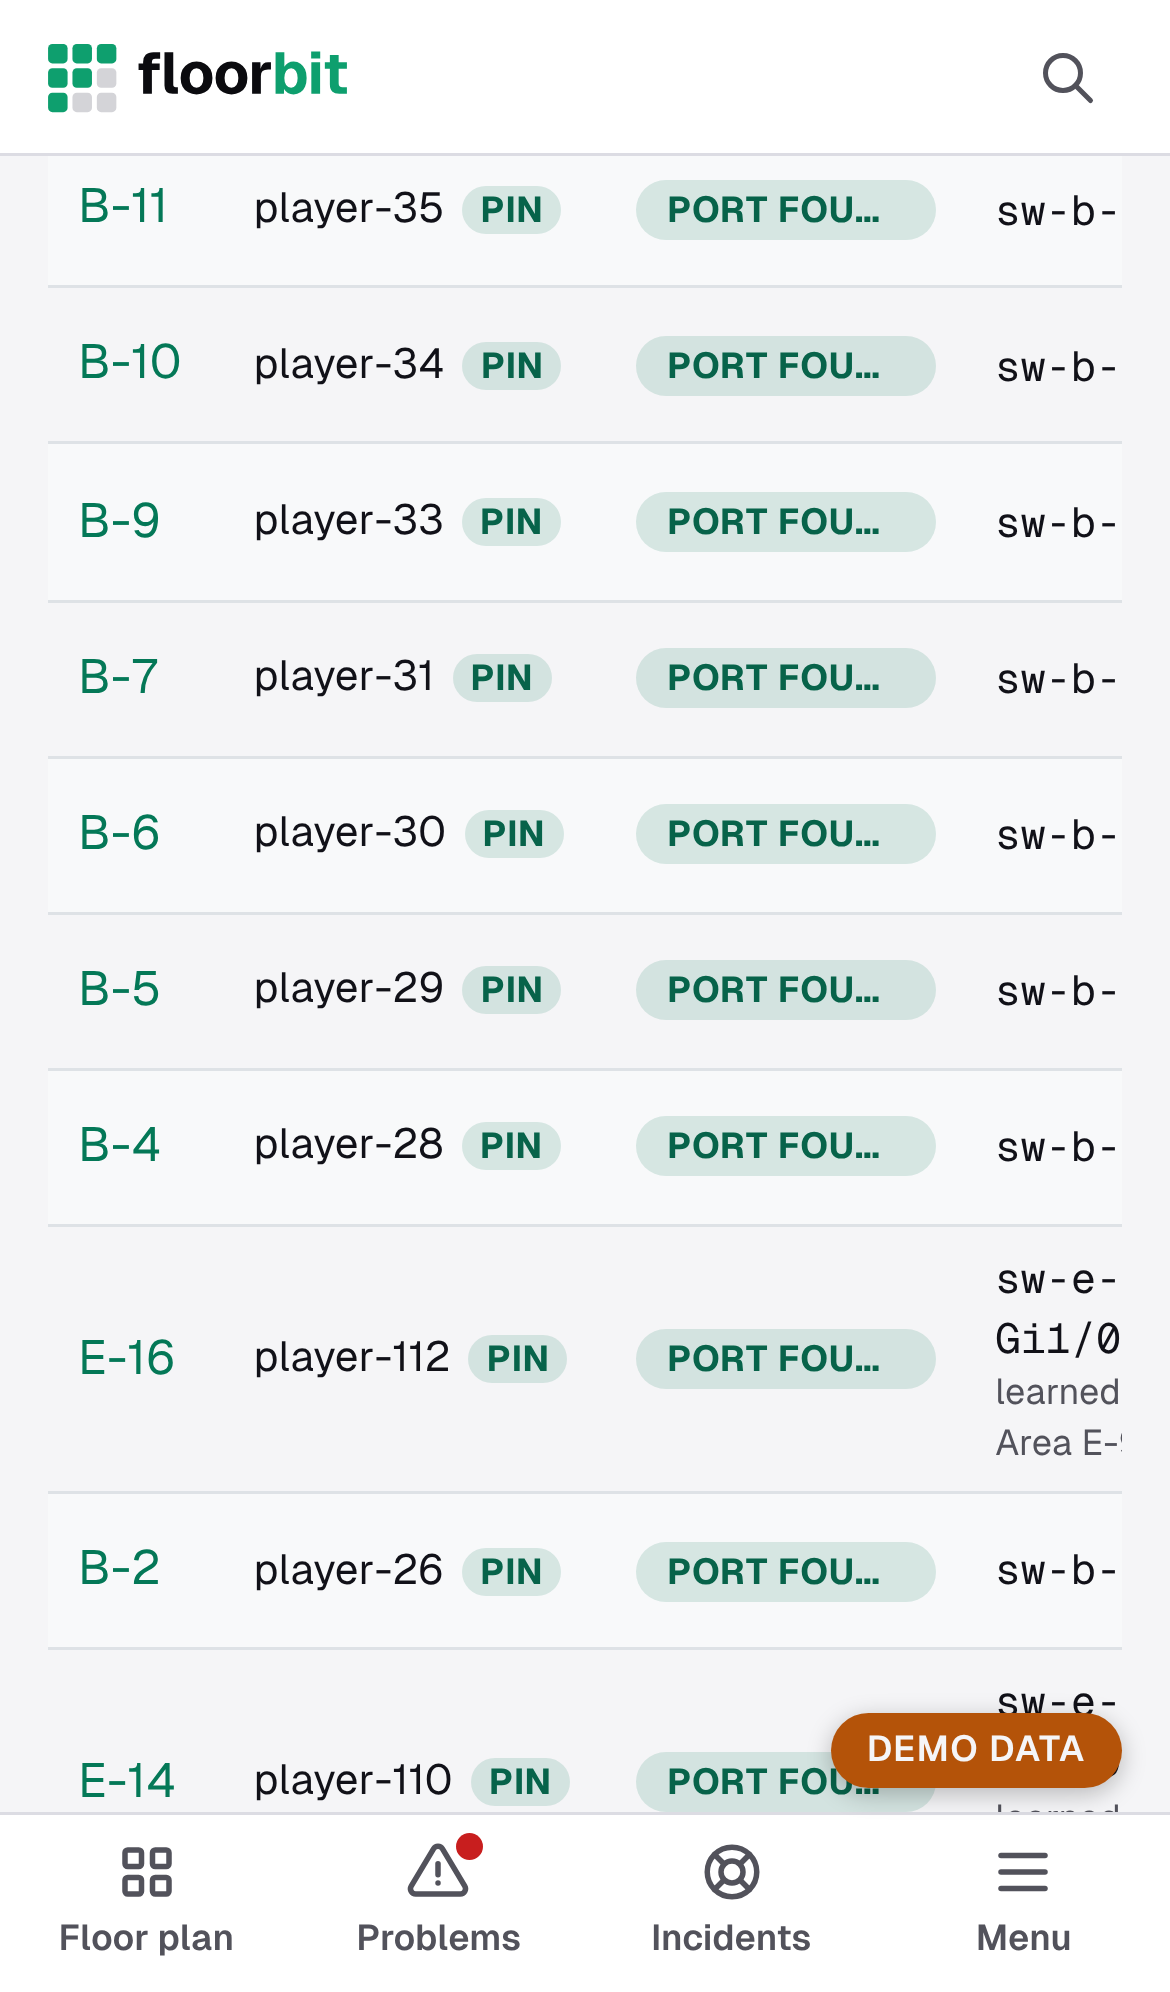 floorbit
B-11 player-35 PIN PORT FOU... sw-b-
B-10 player-34 PIN PORT FOU... sw-b-
B-9 player-33 PIN PORT FOU... sw-b-
B-7 player-31 PIN PORT FOU... sw-b-
B-6 player-30 PIN PORT FOU... sw-b-
B-5 player-29 PIN PORT FOU... sw-b-
B-4 player-28 PIN PORT FOU... sw-b-
sw-e-
Gi1/0
E-16 player-112 PIN PORT FOU...
learned
Area E-
B-2 player-26 PIN PORT FOU... sw-b-
sw-e-
DEMO DATA
E-14 player-110 PIN PORT FOU...
Floor plan Problems Incidents Menu